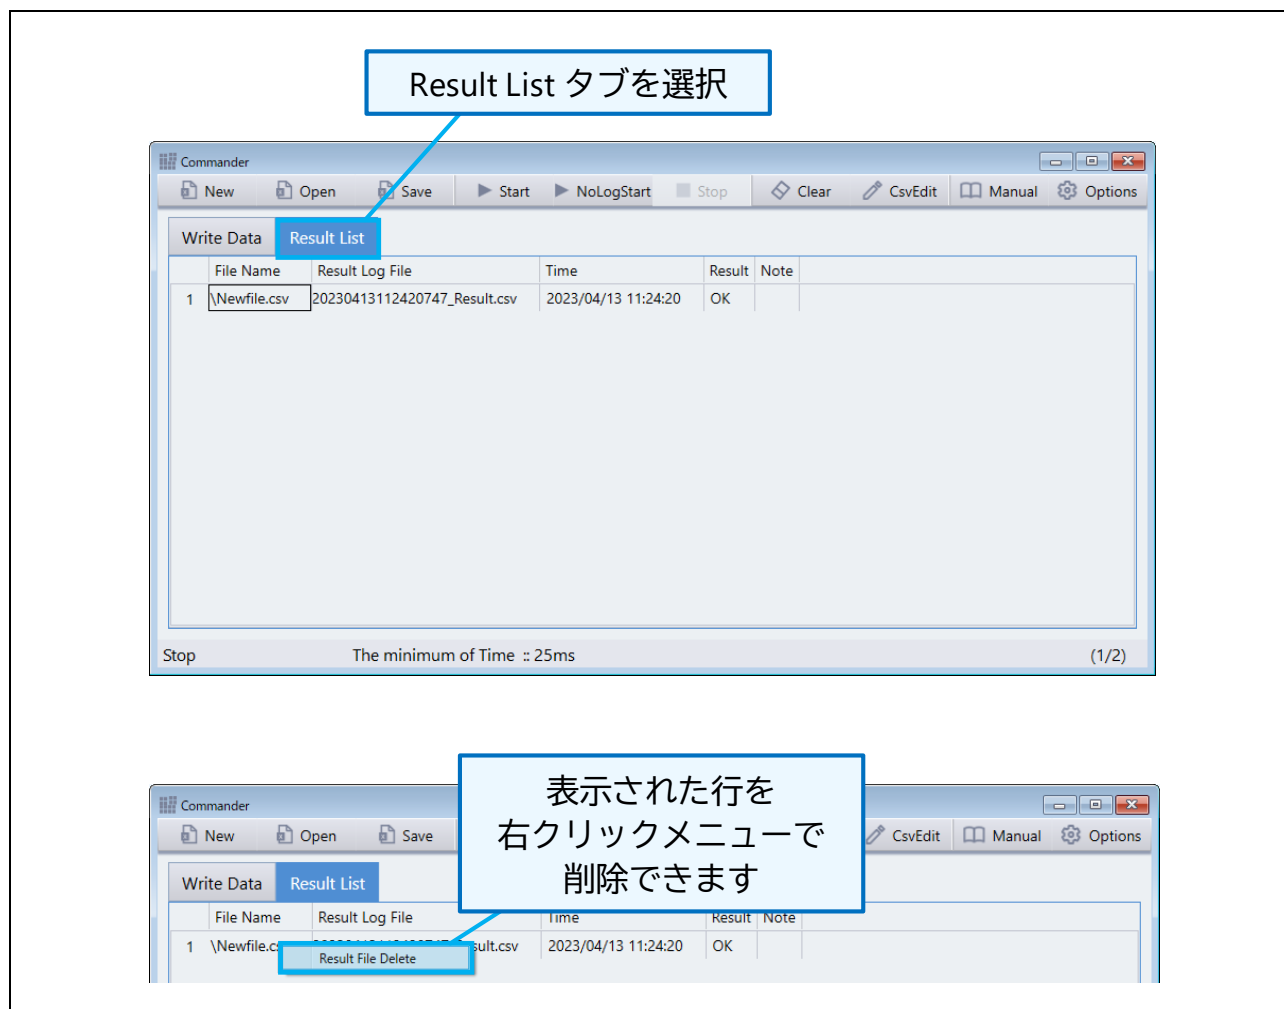 Result List タブを選択
Commander
New Open Save Start NoLogStart Stop Clear CsvEdit Manual Options
Write Data Result List
File Name Result Log File Time Result Note
1 \Newfile.csv 20230413112420747_Result.csv 2023/04/13 11:24:20 OK
Stop The minimum of Time :: 25ms (1/2)
表示された行を
右クリックメニューで
削除できます
Commander
New Open Save CsvEdit Manual Options
Write Data Result List
File Name Result Log File Time Result Note
1 \Newfile.cs sult.csv 2023/04/13 11:24:20 OK
Result File Delete